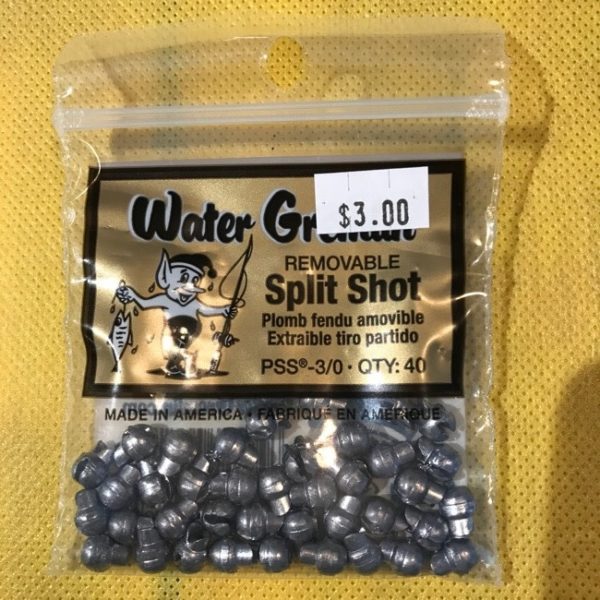 Water
$3.00
REMOVABLE
Split Shot
Plomb fendu amovible
Extraible tiro partido
PSS®-3/0 • QTY: 40
MADE IN AMERICA • FABRIQUÉ EN AMÉRIQUE